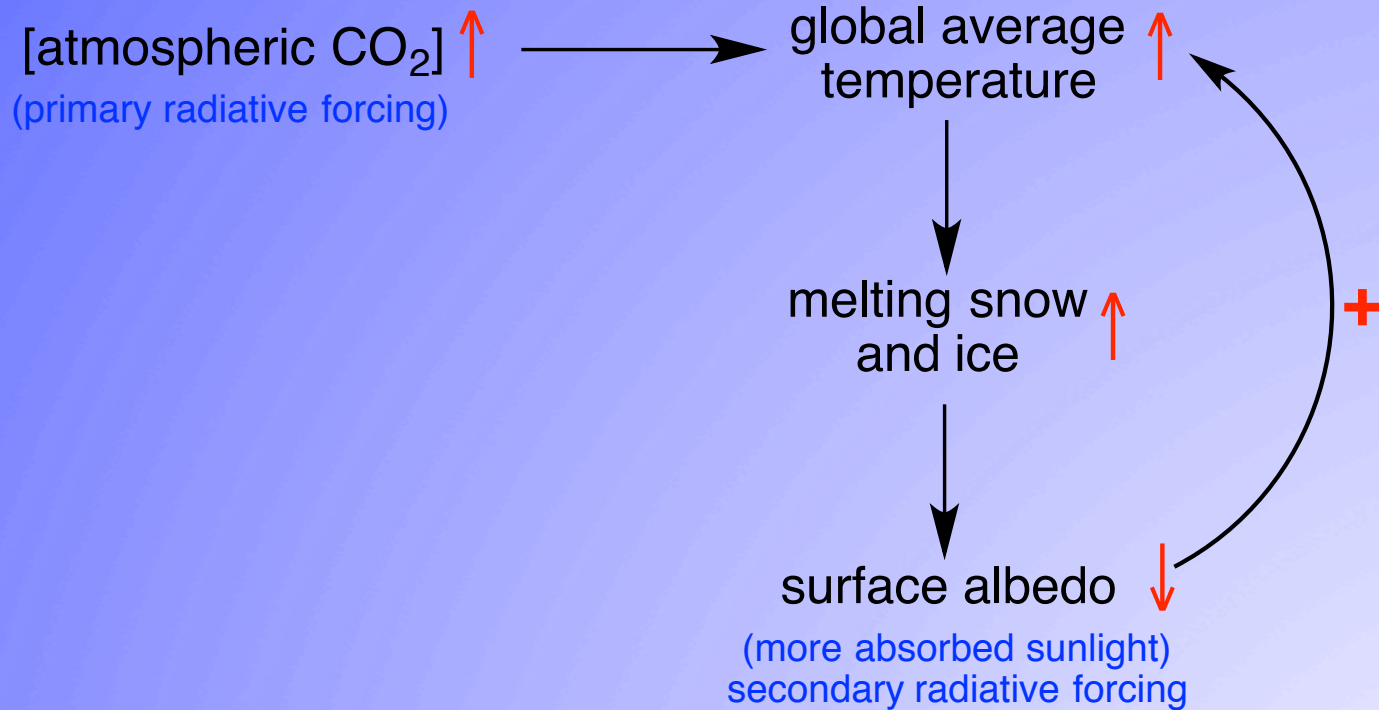 [atmospheric CO₂] ↑
(primary radiative forcing)
global average ↑
temperature
melting snow ↑
and ice
+
surface albedo ↓
(more absorbed sunlight)
secondary radiative forcing